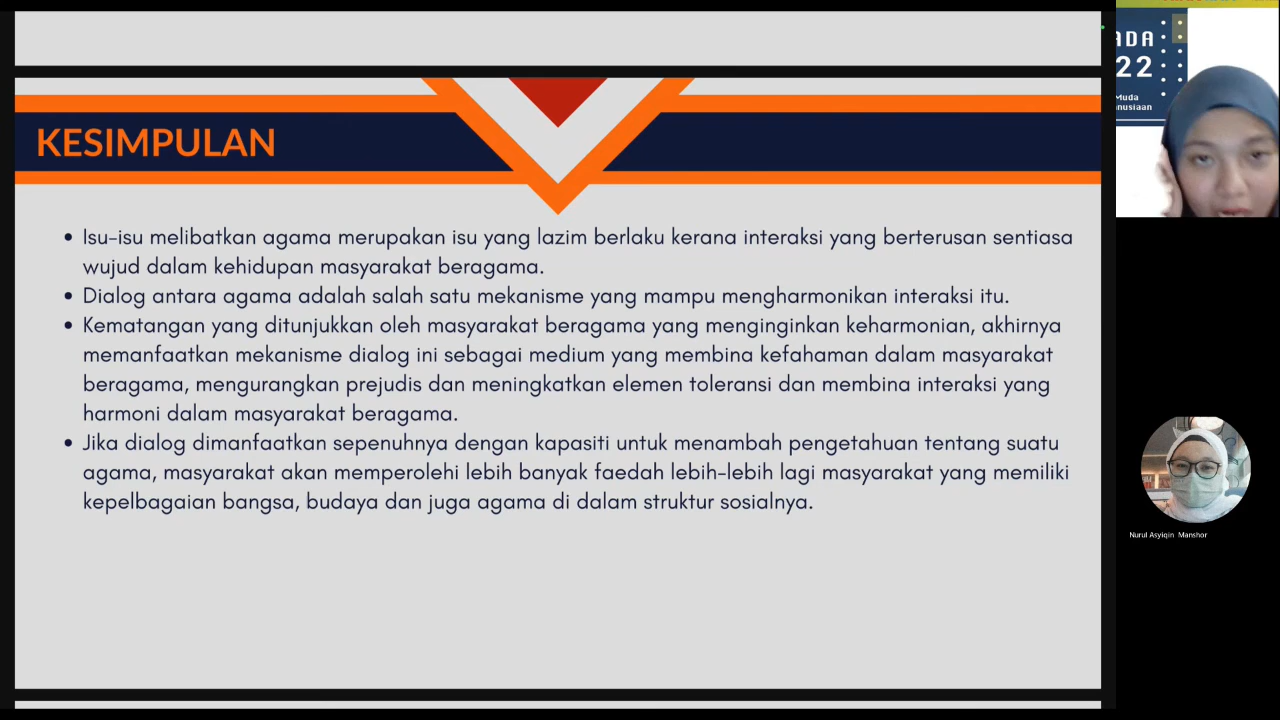 KESIMPULAN
• Isu-isu melibatkan agama merupakan isu yang lazim berlaku kerana interaksi yang berterusan sentiasa
wujud dalam kehidupan masyarakat beragama.
• Dialog antara agama adalah salah satu mekanisme yang mampu mengharmonikan interaksi itu.
• Kematangan yang ditunjukkan oleh masyarakat beragama yang menginginkan keharmonian, akhirnya
memanfaatkan mekanisme dialog ini sebagai medium yang membina kefahaman dalam masyarakat
beragama, mengurangkan prejudis dan meningkatkan elemen toleransi dan membina interaksi yang
harmoni dalam masyarakat beragama.
• Jika dialog dimanfaatkan sepenuhnya dengan kapasiti untuk menambah pengetahuan tentang suatu
agama, masyarakat akan memperolehi lebih banyak faedah lebih-lebih lagi masyarakat yang memiliki
kepelbagaian bangsa, budaya dan juga agama di dalam struktur sosialnya.
ADA
22
Muda
nusiaan
Nurul Asyiqin Manshor